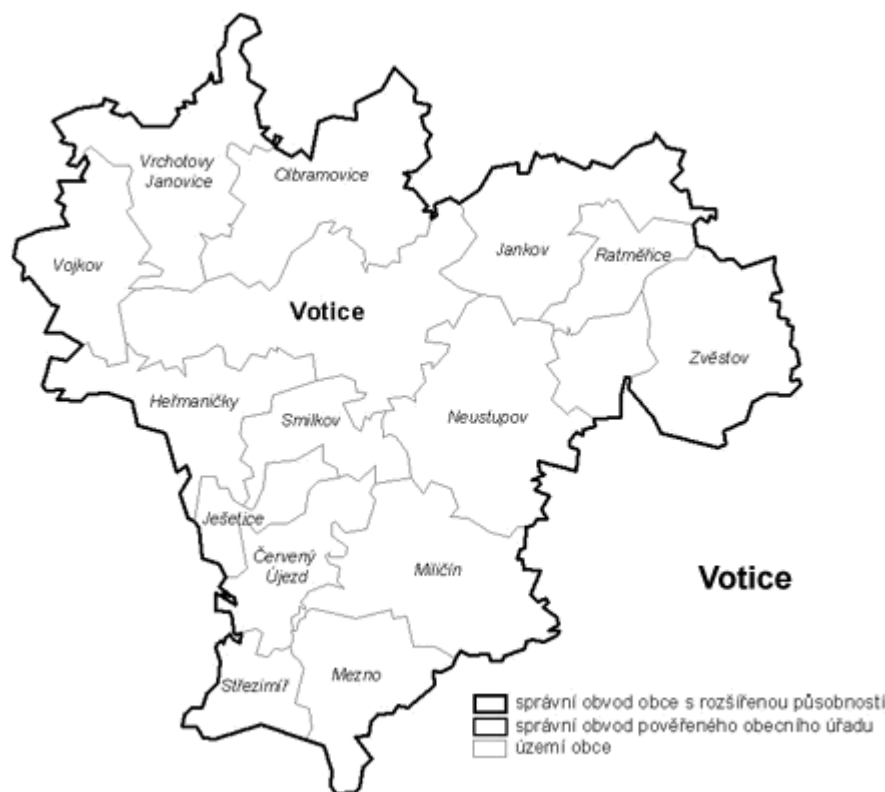 Vrchotovy
Janovice
Olbramovice
Vojkov
Jankov
Ratměřice
Votice
Zvěstov
Heřmaničky
Smilkov
Neustupov
Ješetice
Červený
Újezd
Miličín
Votice
Střezimíř
Mezno
správní obvod obce s rozšířenou působností
správní obvod pověřeného obecního úřadu
území obce